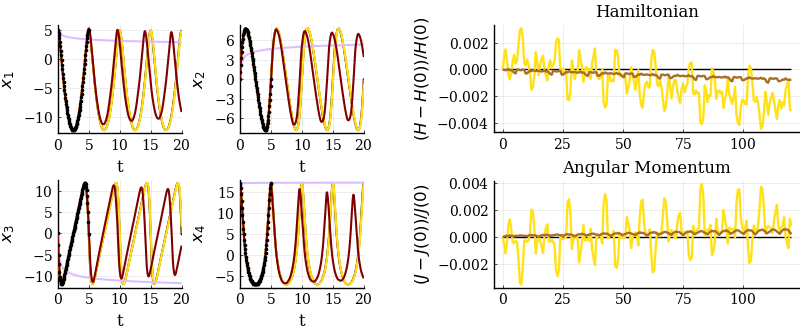 Hamiltonian
(H − H(0))/H(0)
0.002
0.000
−0.002
−0.004
0 25 50 75 100
Angular Momentum
(J − J(0))/J(0)
0.004
0.002
0.000
−0.002
0 25 50 75 100
x₁
5
0
−5
−10
0 5 10 15 20
t
x₂
6
3
0
−3
−6
0 5 10 15 20
t
x₃
10
5
0
−5
−10
0 5 10 15 20
t
x₄
15
10
5
0
−5
0 5 10 15 20
t